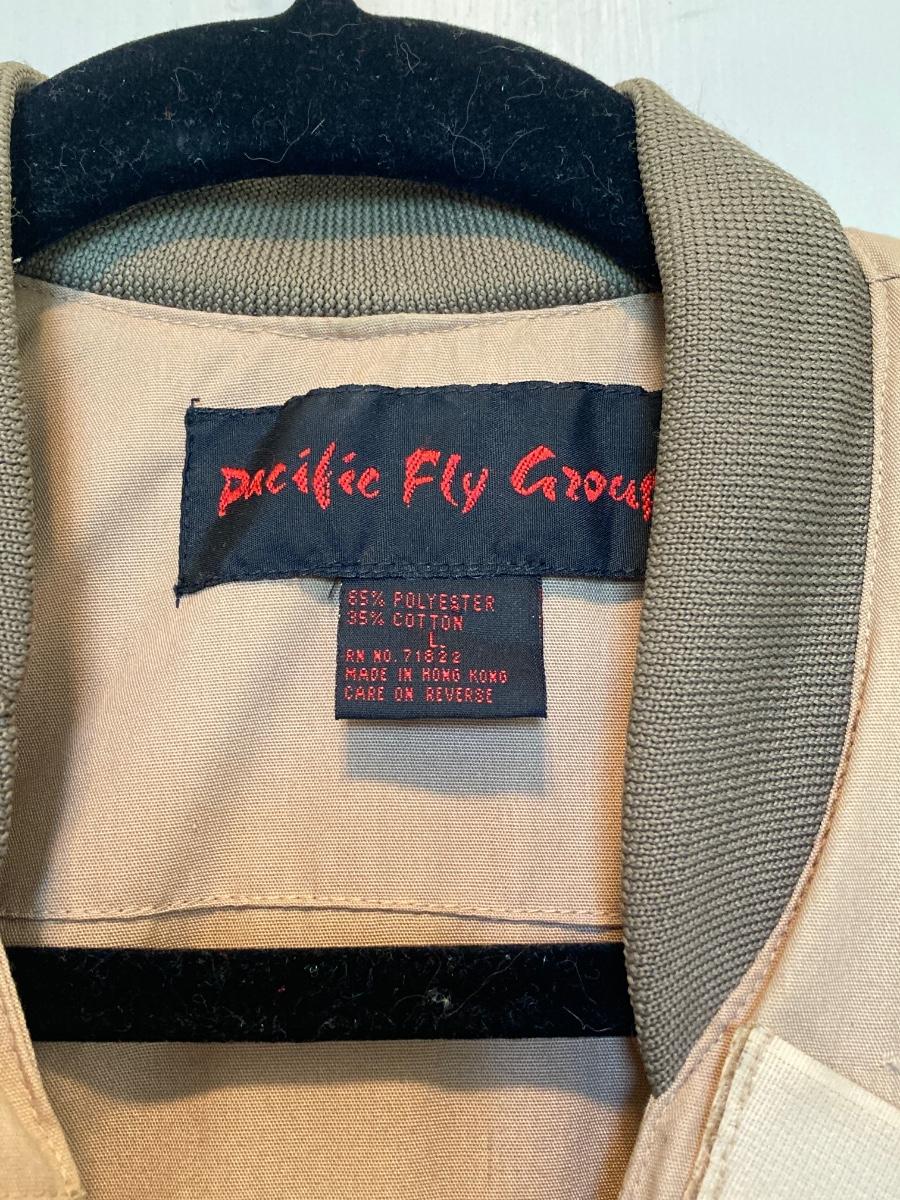 Pacific Fly Group
65% POLYESTER
35% COTTON
L.
RN NO. 71822
MADE IN HONG KONG
CARE ON REVERSE